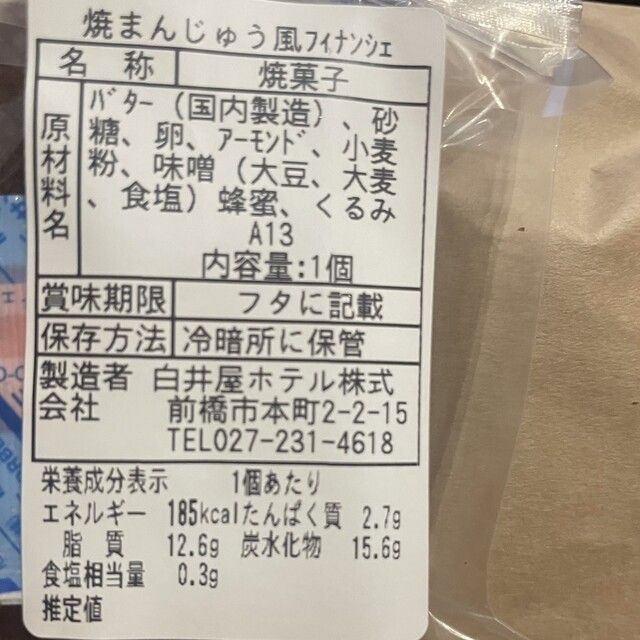 焼まんじゅう風フィナンシェ
名 称 焼菓子
原材料名
バター（国内製造）、砂
糖、卵、アーモンド、小麦
粉、味噌（大豆、大麦
、食塩）蜂蜜、くるみ
A13
内容量:1個
賞味期限 フタに記載
保存方法 冷暗所に保管
製造者 白井屋ホテル株式
会社 前橋市本町2-2-15
TEL027-231-4618
栄養成分表示 1個あたり
エネルギー 185kcalたんぱく質 2.7g
脂 質 12.6g 炭水化物 15.6g
食塩相当量 0.3g
推定値